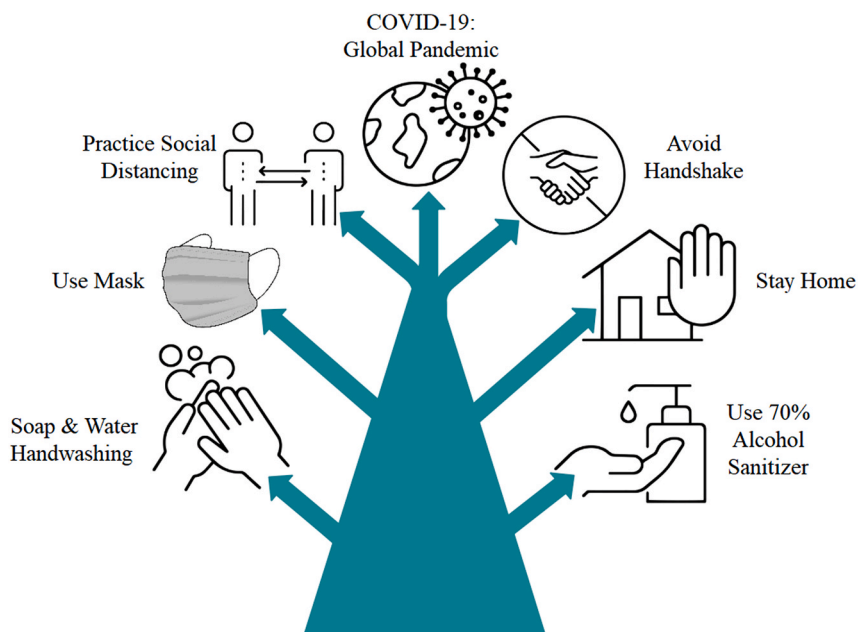 COVID-19:
Global Pandemic
Practice Social
Distancing
Avoid
Handshake
Use Mask
Stay Home
Soap & Water
Handwashing
Use 70%
Alcohol
Sanitizer